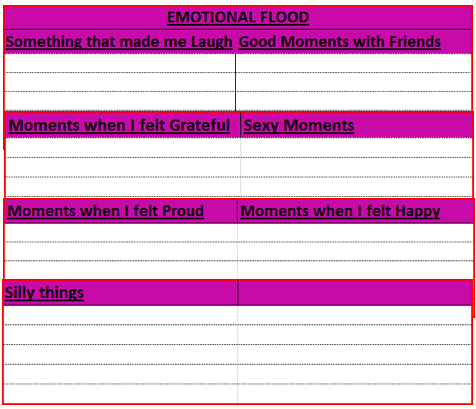 EMOTIONAL FLOOD
Something that made me Laugh Good Moments with Friends
Moments when I felt Grateful Sexy Moments
Moments when I felt Proud Moments when I felt Happy
Silly things